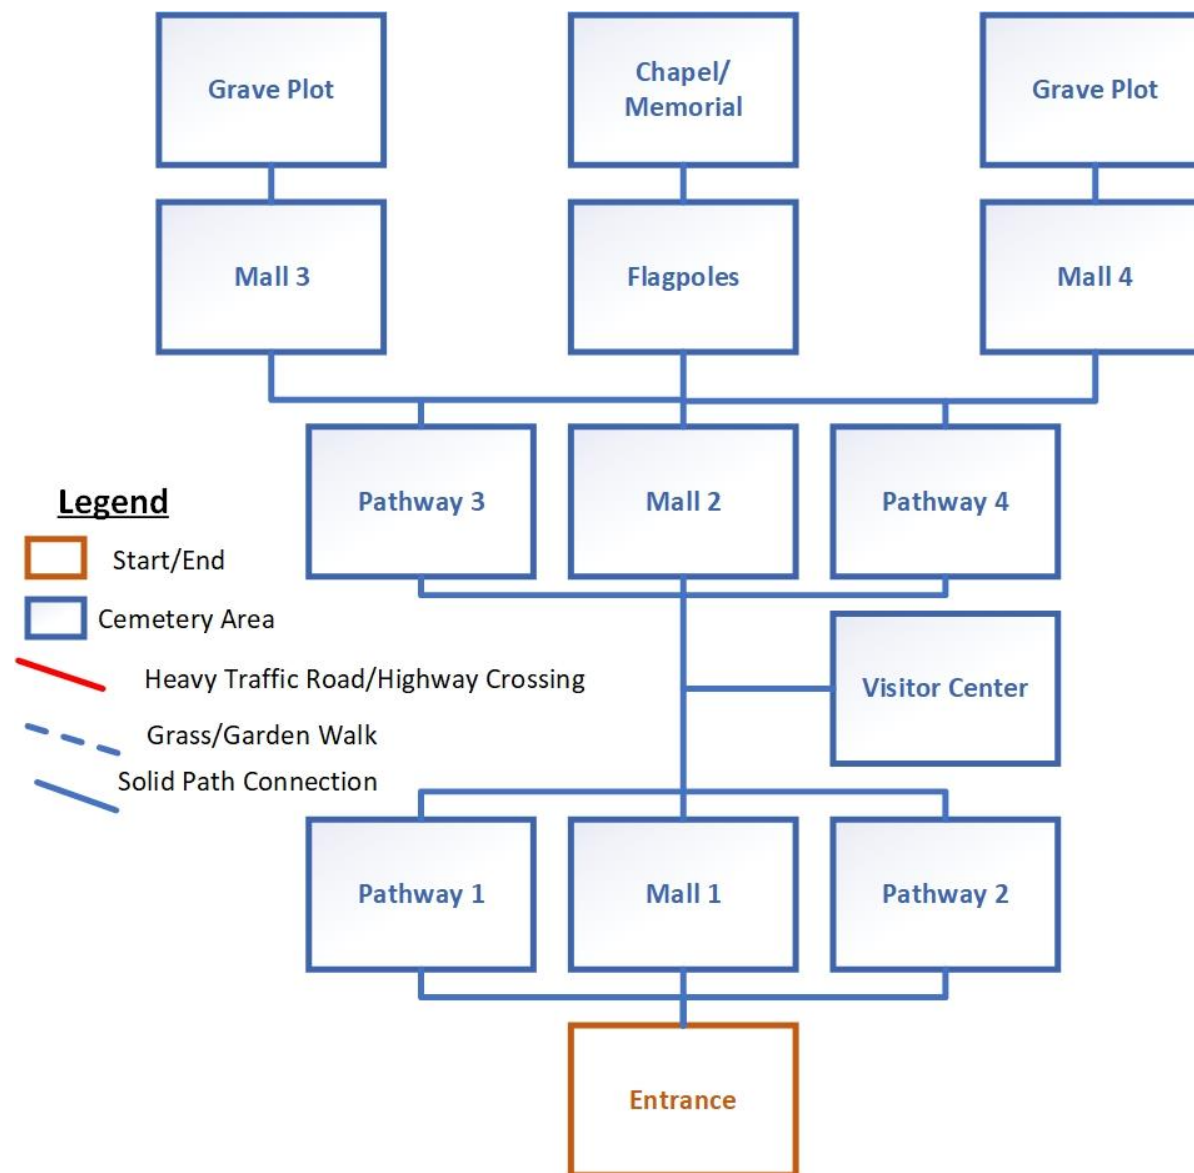 Grave Plot
Chapel/
Memorial
Grave Plot
Mall 3
Flagpoles
Mall 4
Pathway 3
Mall 2
Pathway 4
Legend
Start/End
Cemetery Area
Heavy Traffic Road/Highway Crossing
Grass/Garden Walk
Solid Path Connection
Visitor Center
Pathway 1
Mall 1
Pathway 2
Entrance